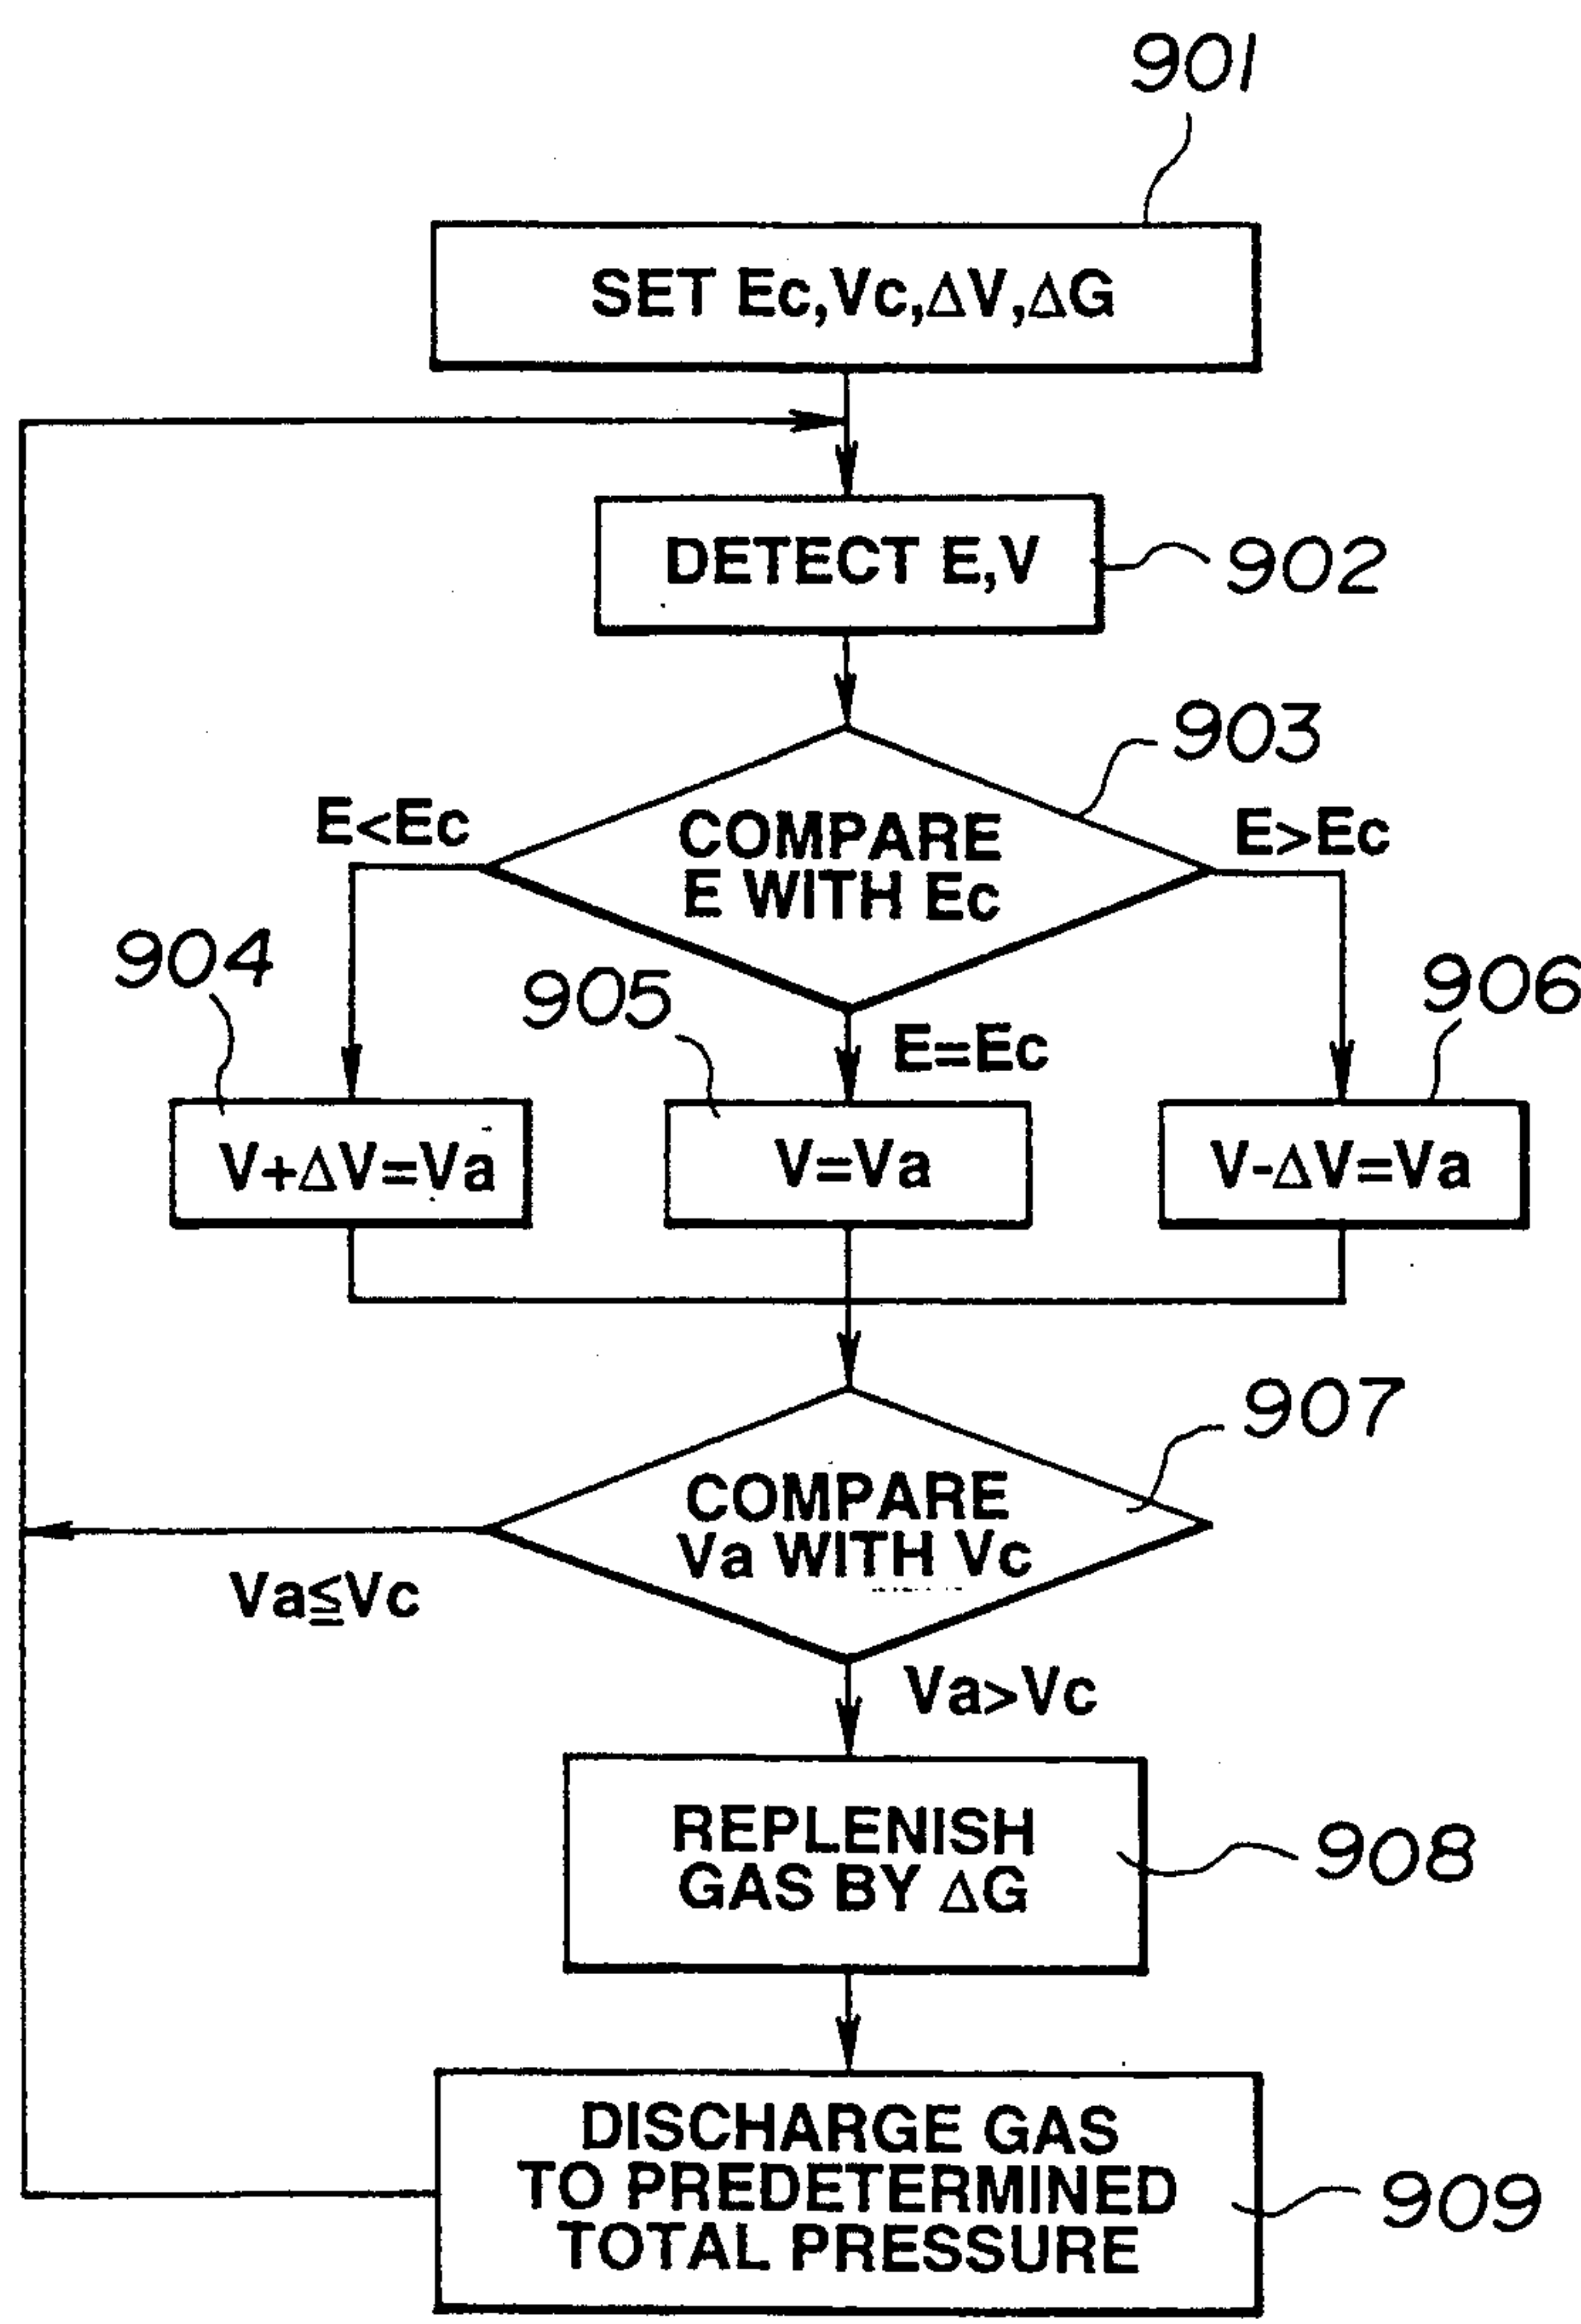 901
SET Ec,Vc,ΔV,ΔG
DETECT E,V
902
903
E<Ec
COMPARE
E WITH Ec
E>Ec
904
905
E=Ec
906
V+ΔV=Va
V=Va
V-ΔV=Va
907
COMPARE
Va WITH Vc
Va≦Vc
Va>Vc
REPLENISH
GAS BY ΔG
908
DISCHARGE GAS
TO PREDETERMINED
TOTAL PRESSURE
909